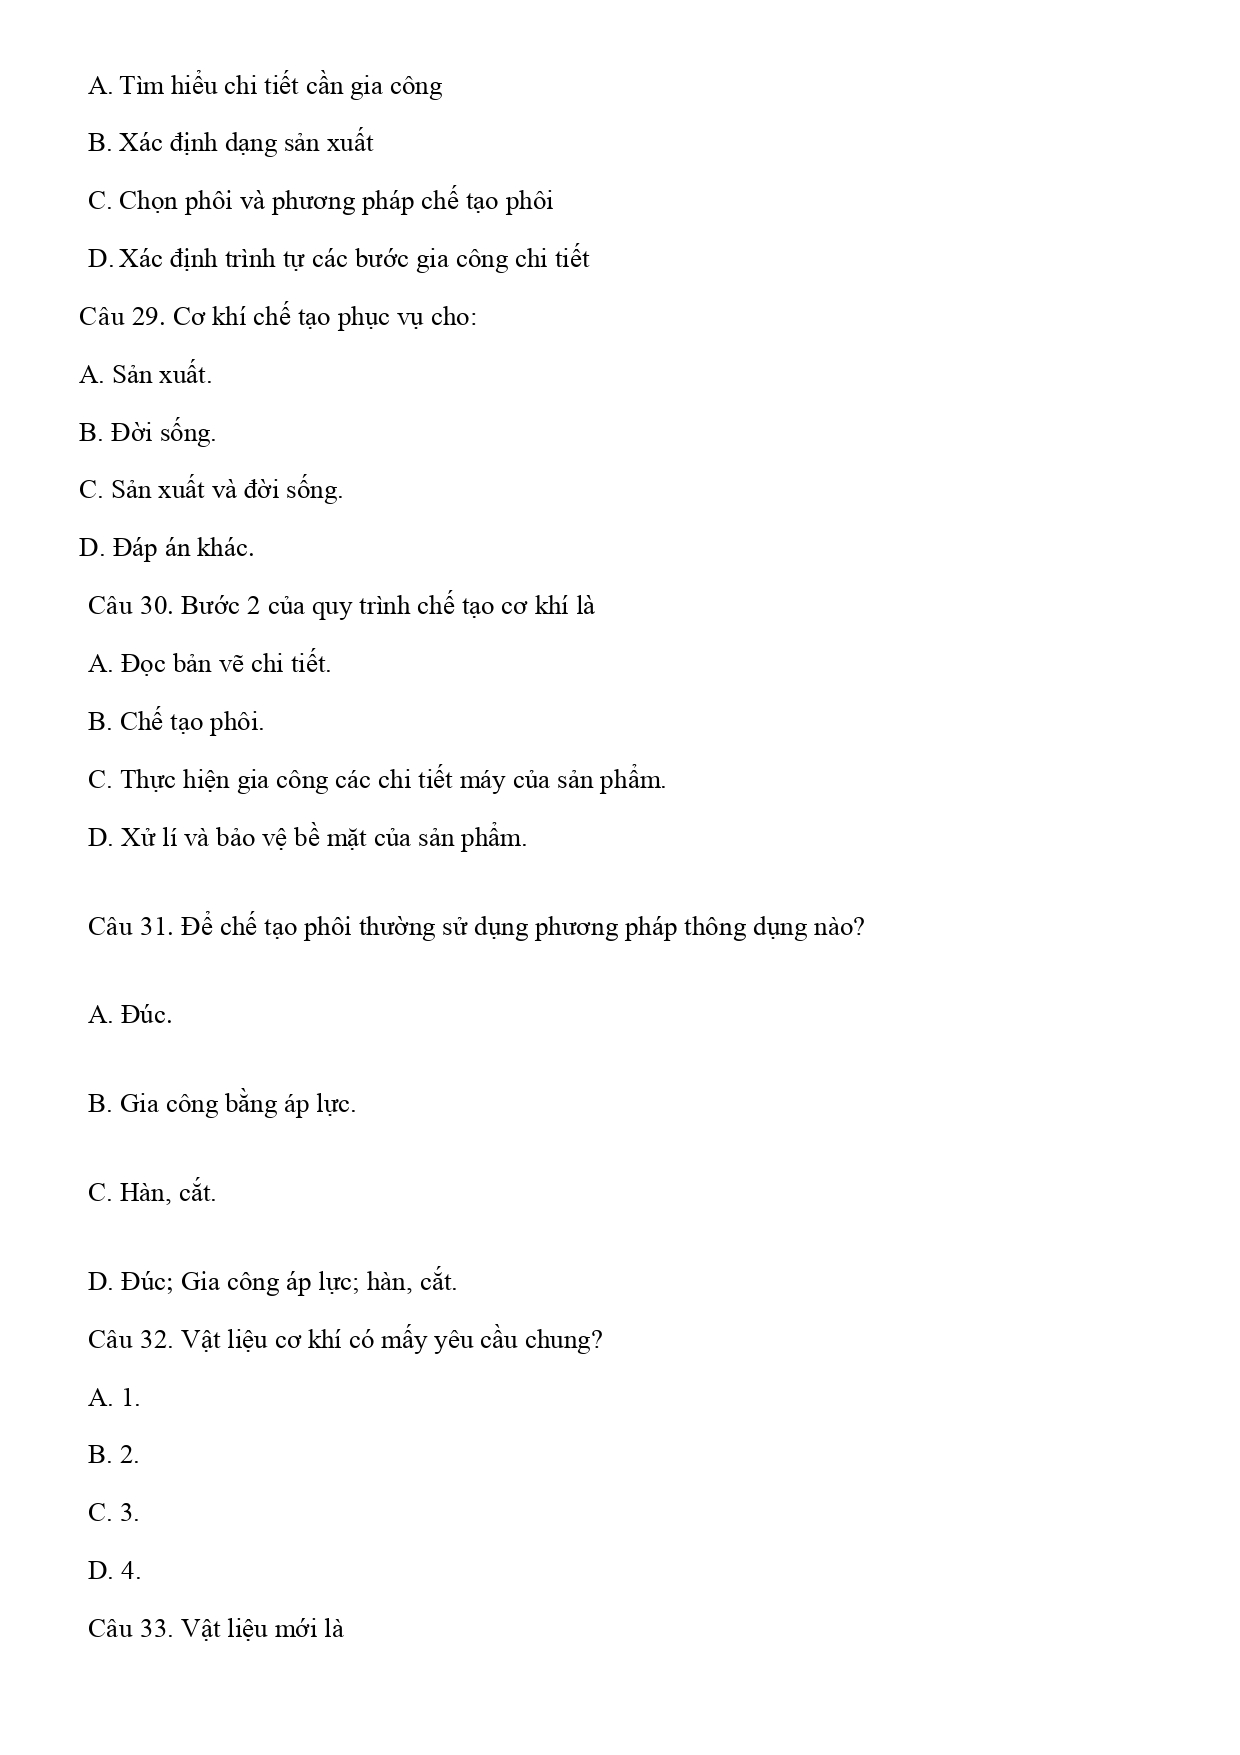 A. Tìm hiểu chi tiết cần gia công
B. Xác định dạng sản xuất
C. Chọn phôi và phương pháp chế tạo phôi
D. Xác định trình tự các bước gia công chi tiết
Câu 29. Cơ khí chế tạo phục vụ cho:
A. Sản xuất.
B. Đời sống.
C. Sản xuất và đời sống.
D. Đáp án khác.
Câu 30. Bước 2 của quy trình chế tạo cơ khí là
A. Đọc bản vẽ chi tiết.
B. Chế tạo phôi.
C. Thực hiện gia công các chi tiết máy của sản phẩm.
D. Xử lí và bảo vệ bề mặt của sản phẩm.
Câu 31. Để chế tạo phôi thường sử dụng phương pháp thông dụng nào?
A. Đúc.
B. Gia công bằng áp lực.
C. Hàn, cắt.
D. Đúc; Gia công áp lực; hàn, cắt.
Câu 32. Vật liệu cơ khí có mấy yêu cầu chung?
A. 1.
B. 2.
C. 3.
D. 4.
Câu 33. Vật liệu mới là